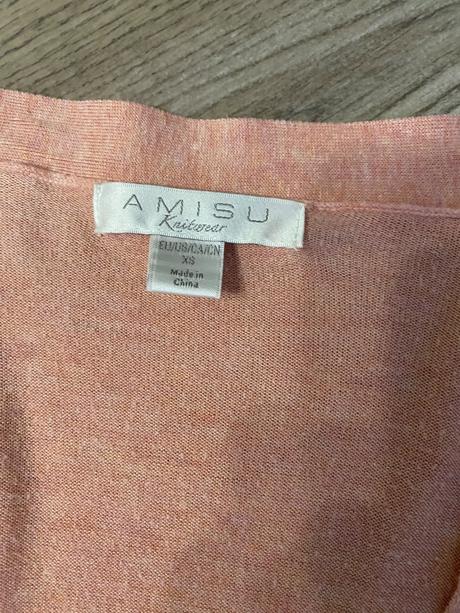 AMISU
Knitwear
EU/US/CA/CN
XS
Made in
China